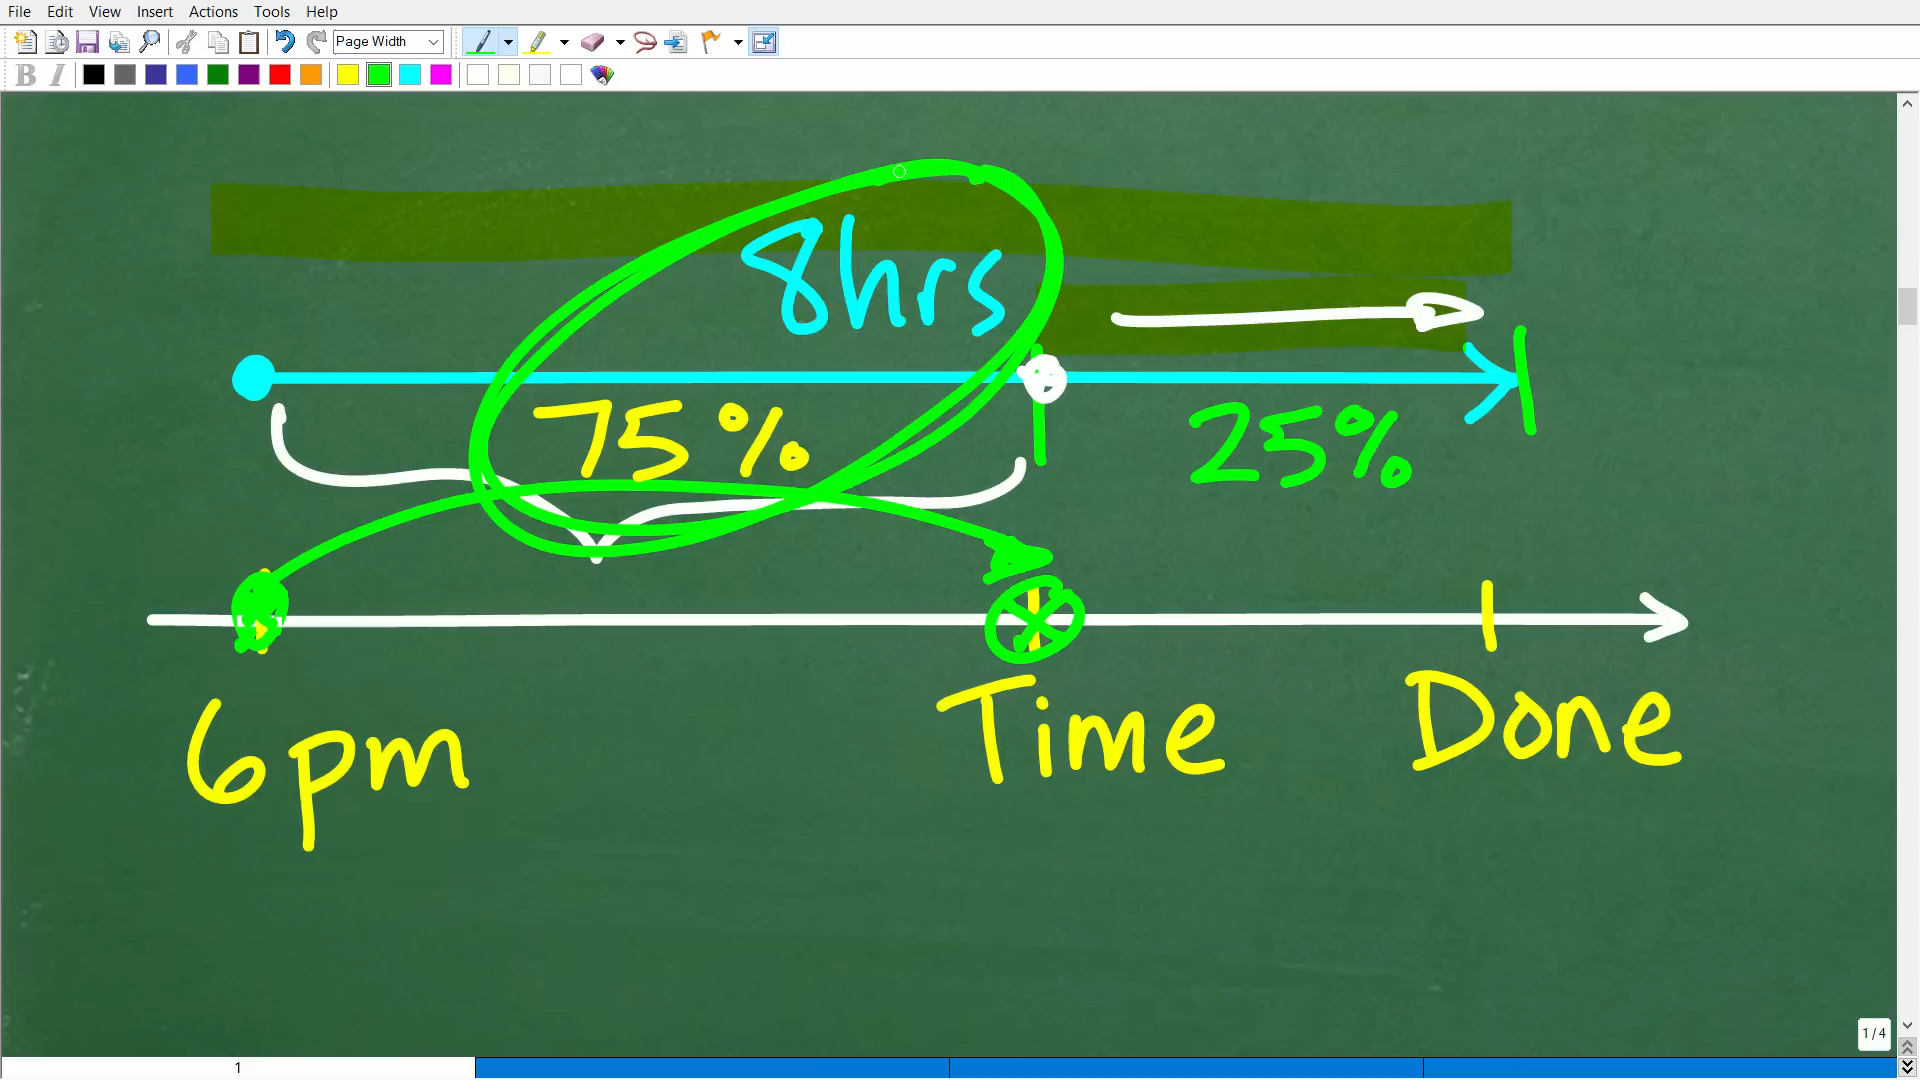 File Edit View Insert Actions Tools Help
Page Width
B I
8hrs
75% 25%
6pm Time Done
1/4
1